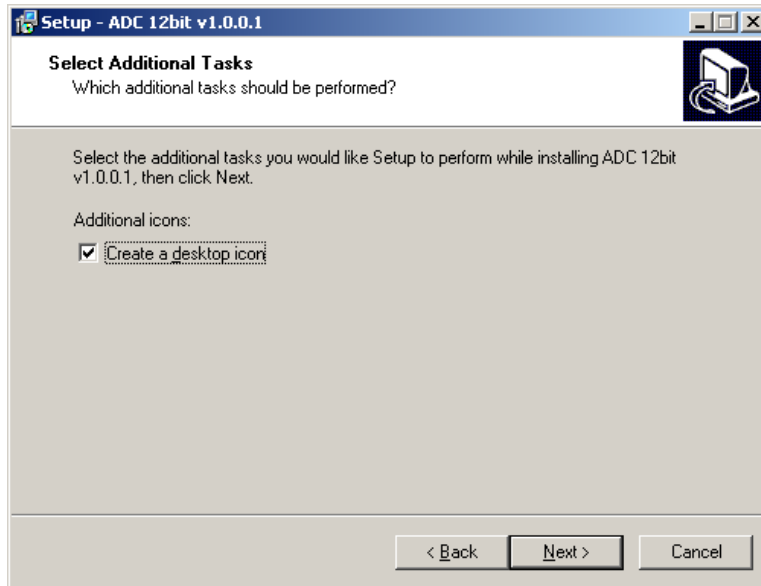 Setup - ADC 12bit v1.0.0.1
Select Additional Tasks
Which additional tasks should be performed?
Select the additional tasks you would like Setup to perform while installing ADC 12bit
v1.0.0.1, then click Next.
Additional icons:
Create a desktop icon
< Back
Next >
Cancel